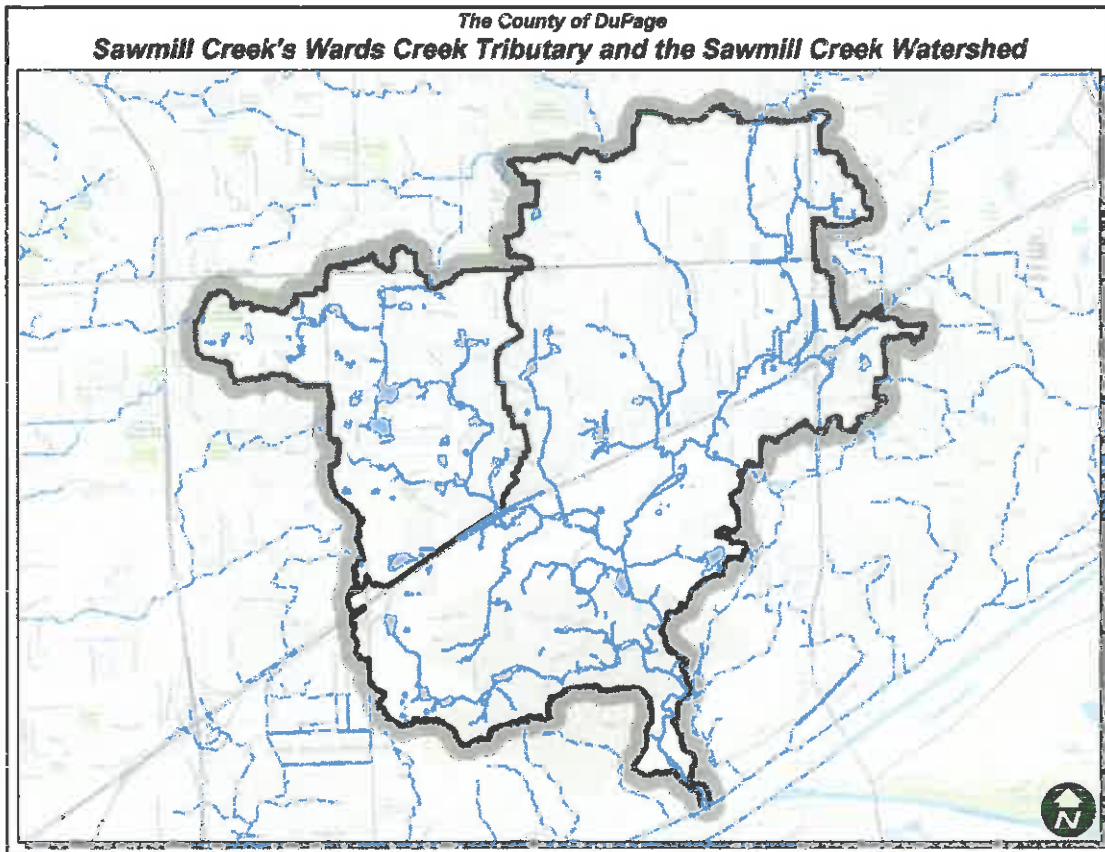 The County of DuPage
Sawmill Creek's Wards Creek Tributary and the Sawmill Creek Watershed
N